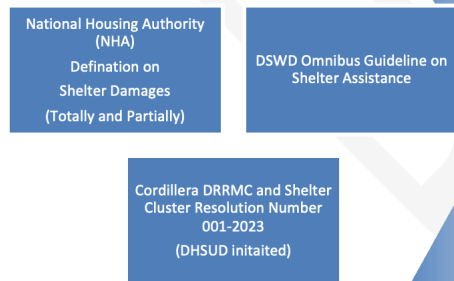 National Housing Authority
(NHA)
Defination on
Shelter Damages
(Totally and Partially)
DSWD Omnibus Guideline on
Shelter Assistance
Cordillera DRRMC and Shelter
Cluster Resolution Number
001-2023
(DHSUD initaited)